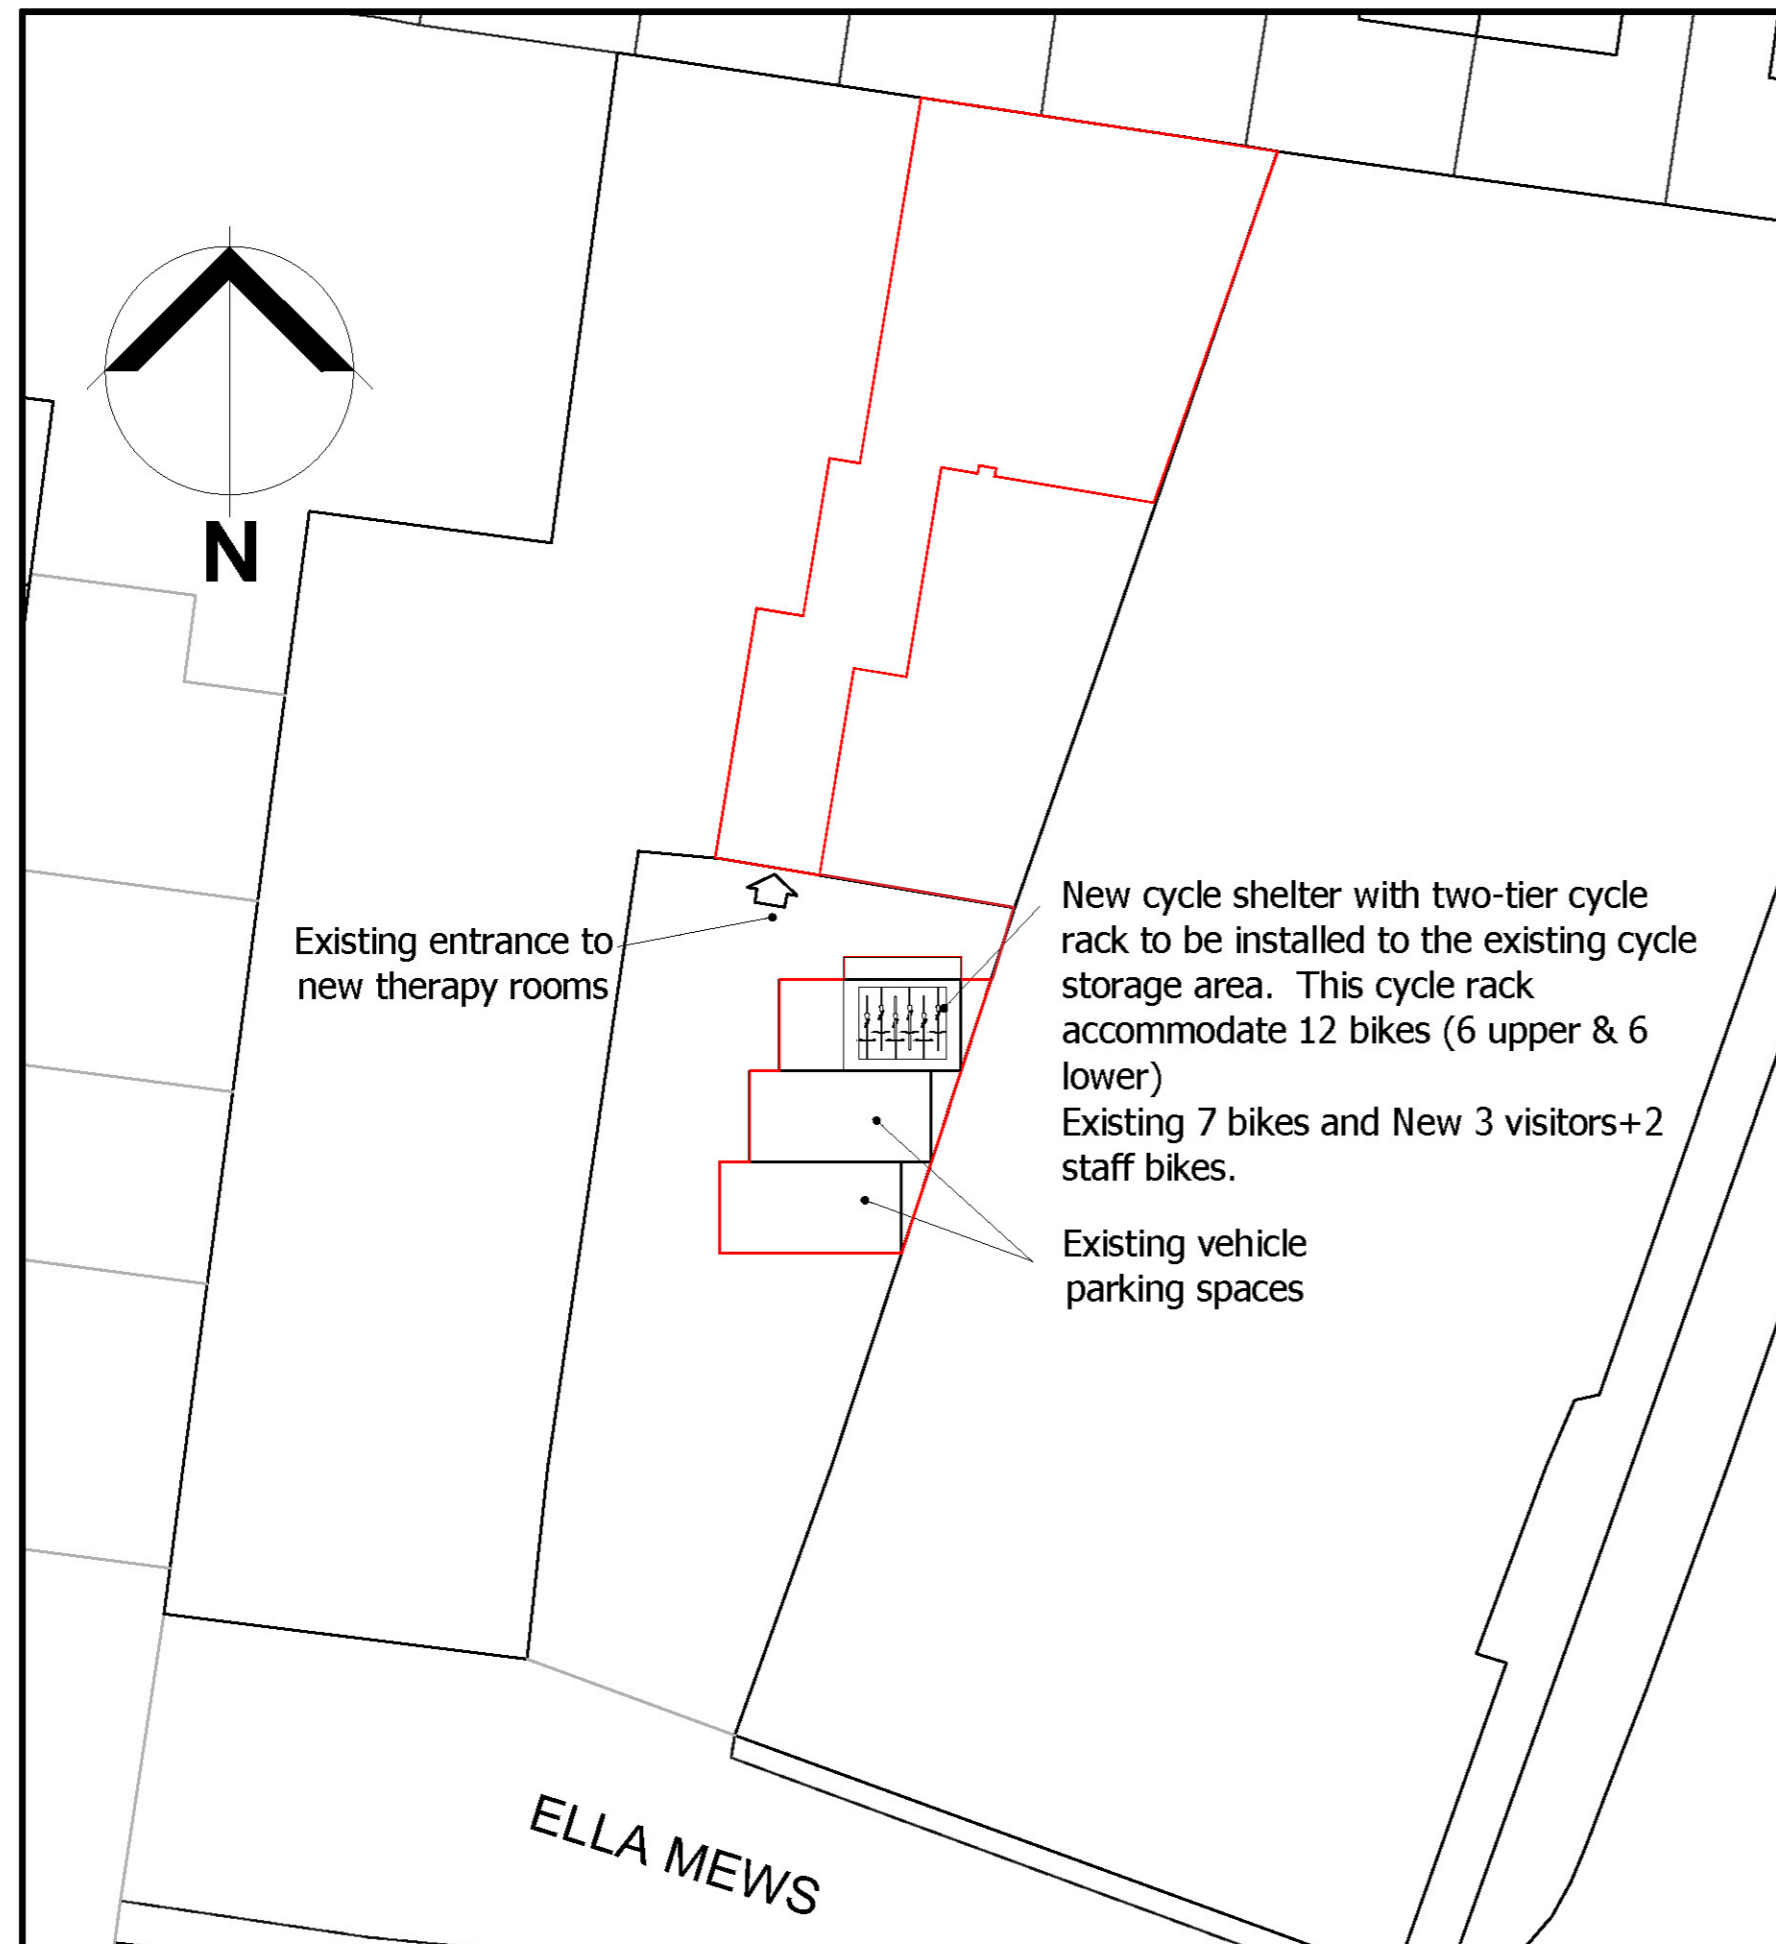 N
Existing entrance to
new therapy rooms
New cycle shelter with two-tier cycle
rack to be installed to the existing cycle
storage area.  This cycle rack
accommodate 12 bikes (6 upper & 6
lower)
Existing 7 bikes and New 3 visitors+2
staff bikes.
Existing vehicle
parking spaces
ELLA MEWS